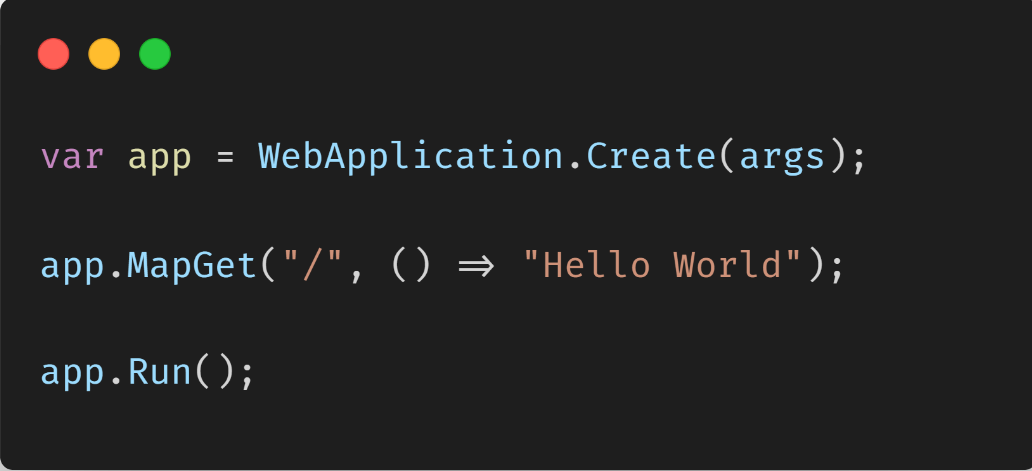 var app = WebApplication.Create(args);
app.MapGet("/", () => "Hello World");
app.Run();